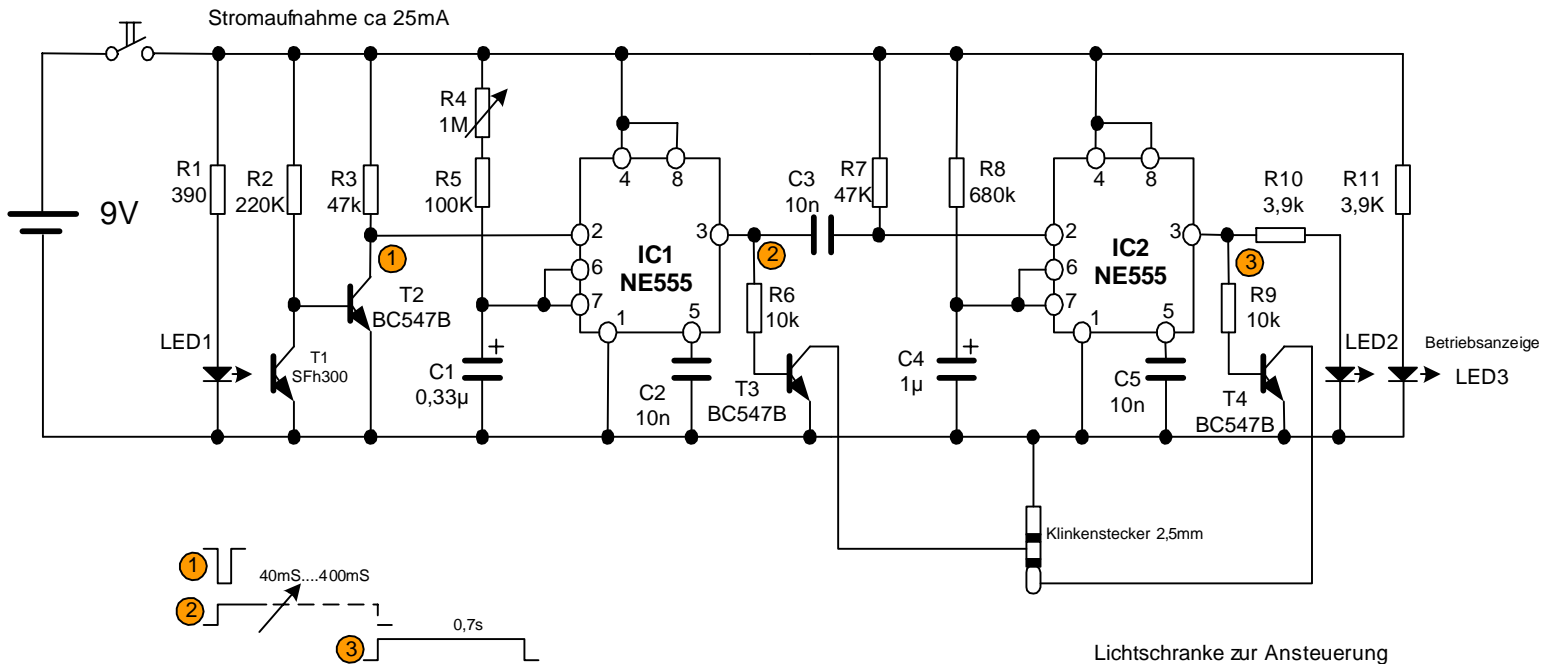 Stromaufnahme ca 25mA
9V
R1
390
R2
220K
R3
47k
R4
1M
R5
100K
4
8
2
6
7
3
1
5
IC1
NE555
C3
10n
R7
47K
R8
680k
4
8
2
6
7
3
1
5
IC2
NE555
R10
3,9k
R11
3,9K
1
2
3
LED1
T1
SFh300
T2
BC547B
C1
0,33µ
+
C2
10n
R6
10k
T3
BC547B
C4
1µ
+
C5
10n
R9
10k
T4
BC547B
LED2
Betriebsanzeige
LED3
Klinkenstecker 2,5mm
1
40mS....400mS
2
0,7s
3
Lichtschranke zur Ansteuerung